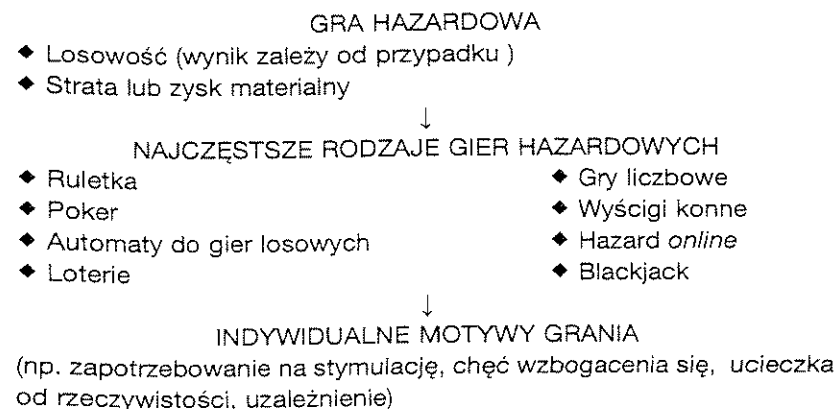 GRA HAZARDOWA
◆ Losowość (wynik zależy od przypadku )
◆ Strata lub zysk materialny
↓
NAJCZĘSTSZE RODZAJE GIER HAZARDOWYCH
◆ Ruletka ◆ Gry liczbowe
◆ Poker ◆ Wyścigi konne
◆ Automaty do gier losowych ◆ Hazard online
◆ Loterie ◆ Blackjack
↓
INDYWIDUALNE MOTYWY GRANIA
(np. zapotrzebowanie na stymulację, chęć wzbogacenia się, ucieczka
od rzeczywistości, uzależnienie)